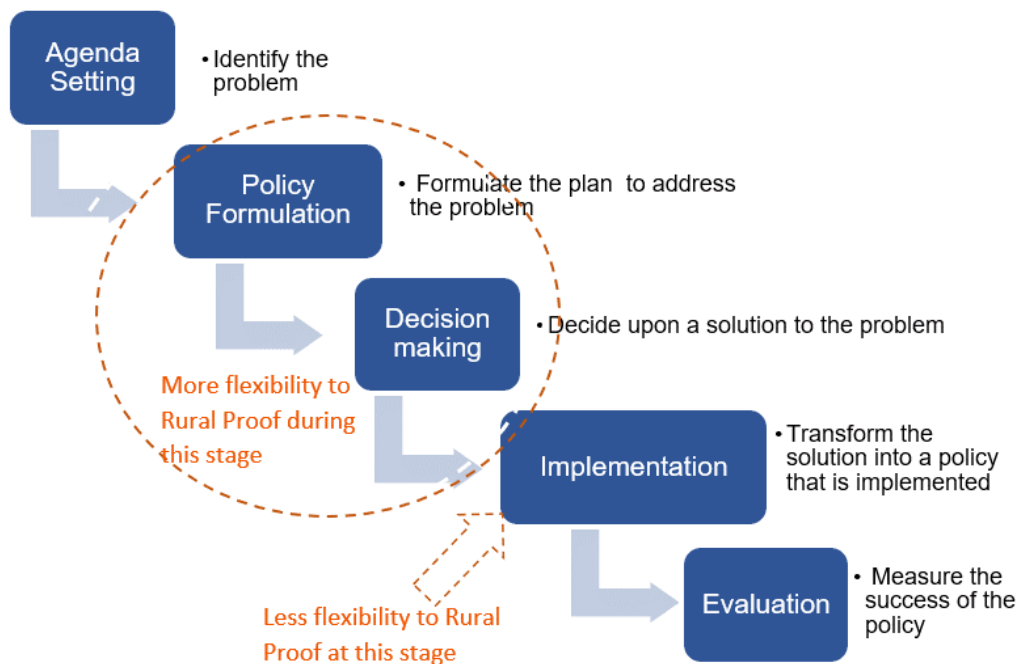 Agenda
Setting
• Identify the
problem
Policy
Formulation
• Formulate the plan to address
the problem
Decision
making
• Decide upon a solution to the problem
More flexibility to
Rural Proof during
this stage
Implementation
• Transform the
solution into a policy
that is implemented
Less flexibility to Rural
Proof at this stage
Evaluation
• Measure the
success of the
policy